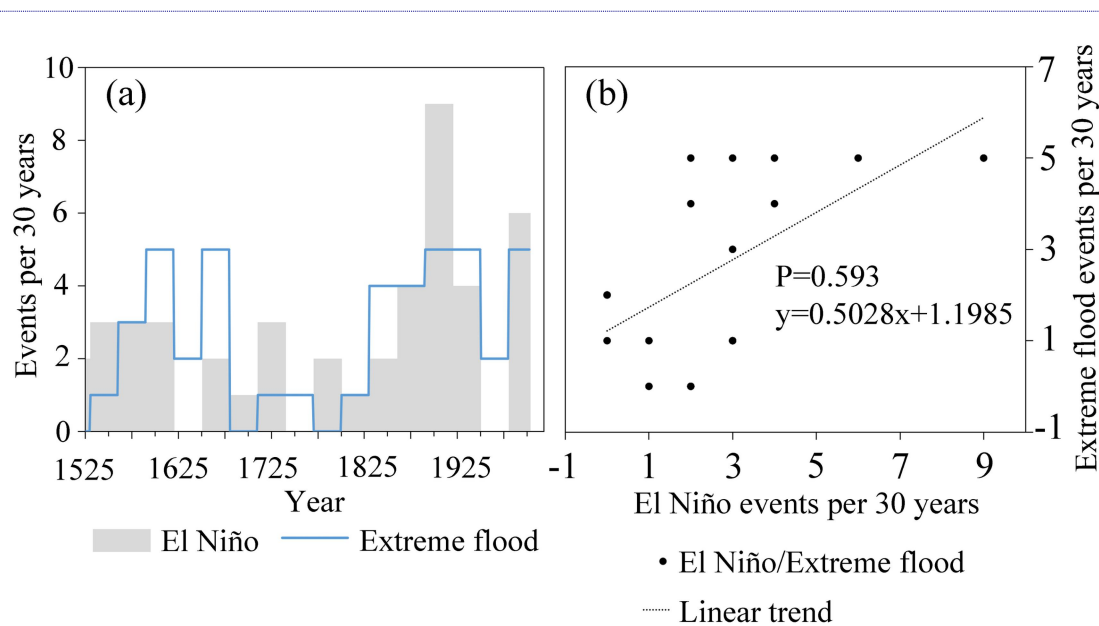 (a)
10
8
6
4
2
0
Events per 30 years
1525 1625 1725 1825 1925
Year
El Niño Extreme flood
(b)
7
5
3
1
-1
Extreme flood events per 30 years
P=0.593
y=0.5028x+1.1985
-1 1 3 5 7 9
El Niño events per 30 years
El Niño/Extreme flood
Linear trend